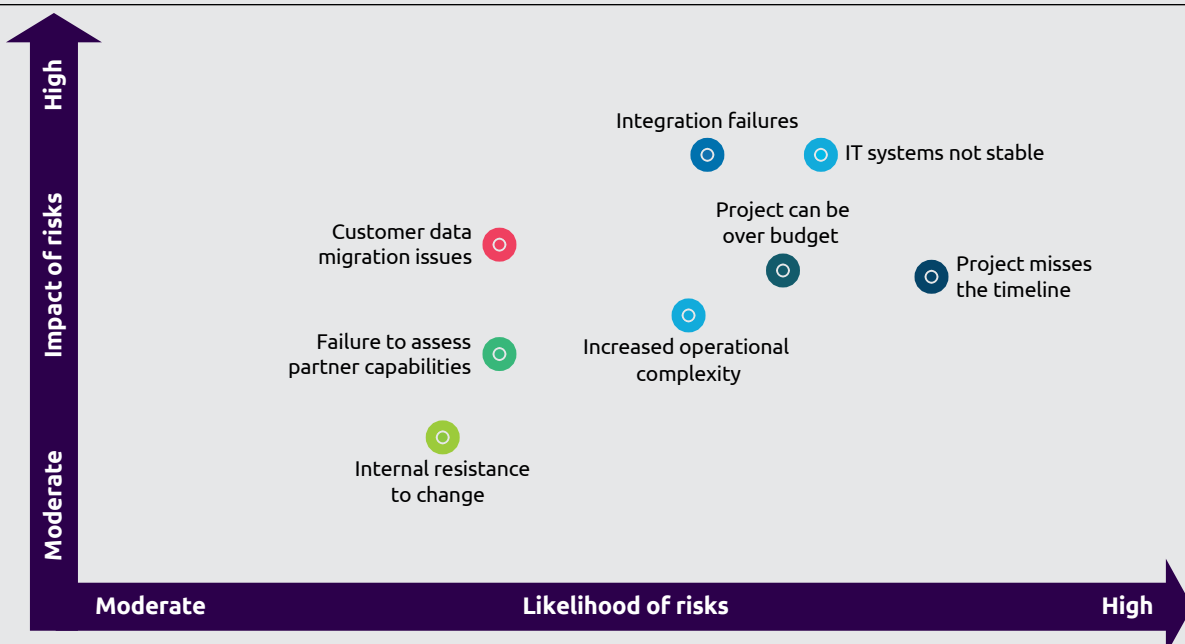 High
Impact of risks
Moderate
Integration failures
IT systems not stable
Project can be
over budget
Customer data
migration issues
Project misses
the timeline
Increased operational
complexity
Failure to assess
partner capabilities
Internal resistance
to change
Moderate
Likelihood of risks
High